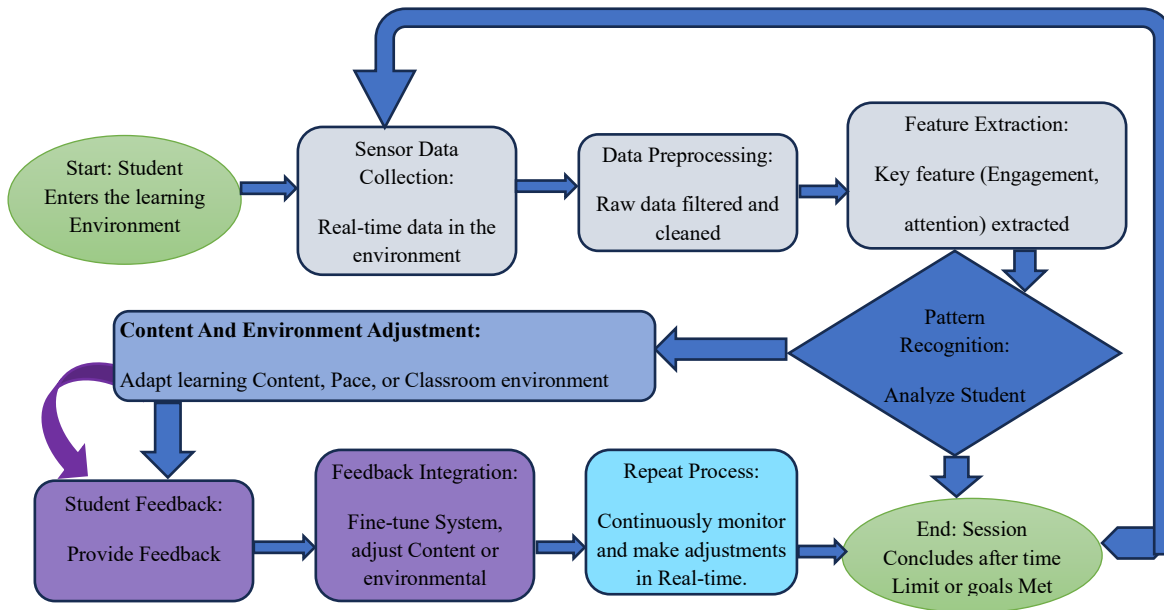 Start: Student
Enters the learning
Environment
Sensor Data
Collection:
Real-time data in the
environment
Data Preprocessing:
Raw data filtered and
cleaned
Feature Extraction:
Key feature (Engagement,
attention) extracted
Pattern
Recognition:
Analyze Student
Content And Environment Adjustment:
Adapt learning Content, Pace, or Classroom environment
Student Feedback:
Provide Feedback
Feedback Integration:
Fine-tune System,
adjust Content or
environmental
Repeat Process:
Continuously monitor
and make adjustments
in Real-time.
End: Session
Concludes after time
Limit or goals Met